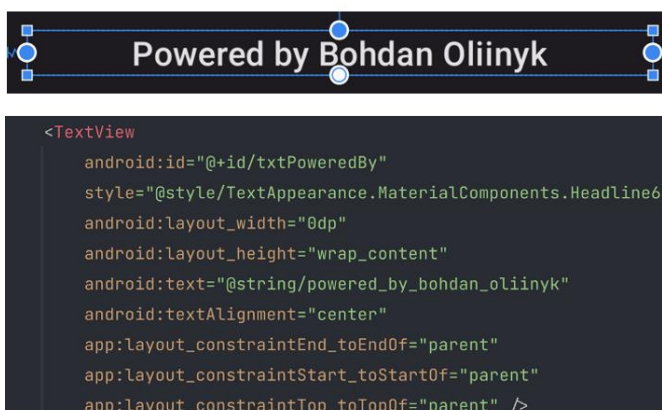 Powered by Bohdan Oliinyk
<TextView
android:id="@+id/txtPoweredBy"
style="@style/TextAppearance.MaterialComponents.Headline6
android:layout_width="0dp"
android:layout_height="wrap_content"
android:text="@string/powered_by_bohdan_oliinyk"
android:textAlignment="center"
app:layout_constraintEnd_toEndOf="parent"
app:layout_constraintStart_toStartOf="parent"
app:layout_constraintTop_toTopOf="parent" />